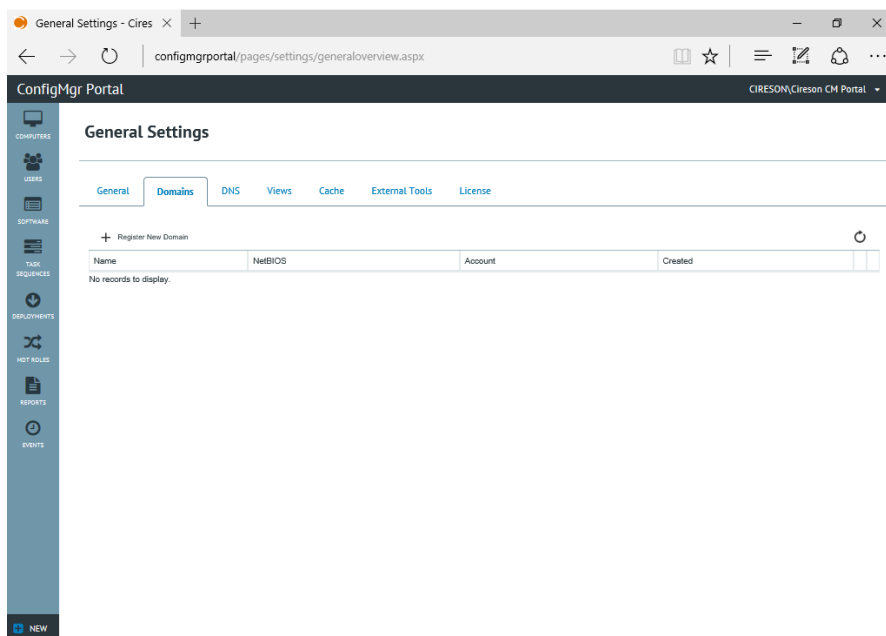 General Settings - Cires
configmgrportal/pages/settings/generaloverview.aspx
ConfigMgr Portal
CIRESON\Cireson CM Portal
COMPUTERS
USERS
SOFTWARE
TASK
SEQUENCES
DEPLOYMENTS
MDT ROLES
REPORTS
EVENTS
NEW
General Settings
General Domains DNS Views Cache External Tools License
Register New Domain
Name NetBIOS Account Created
No records to display.